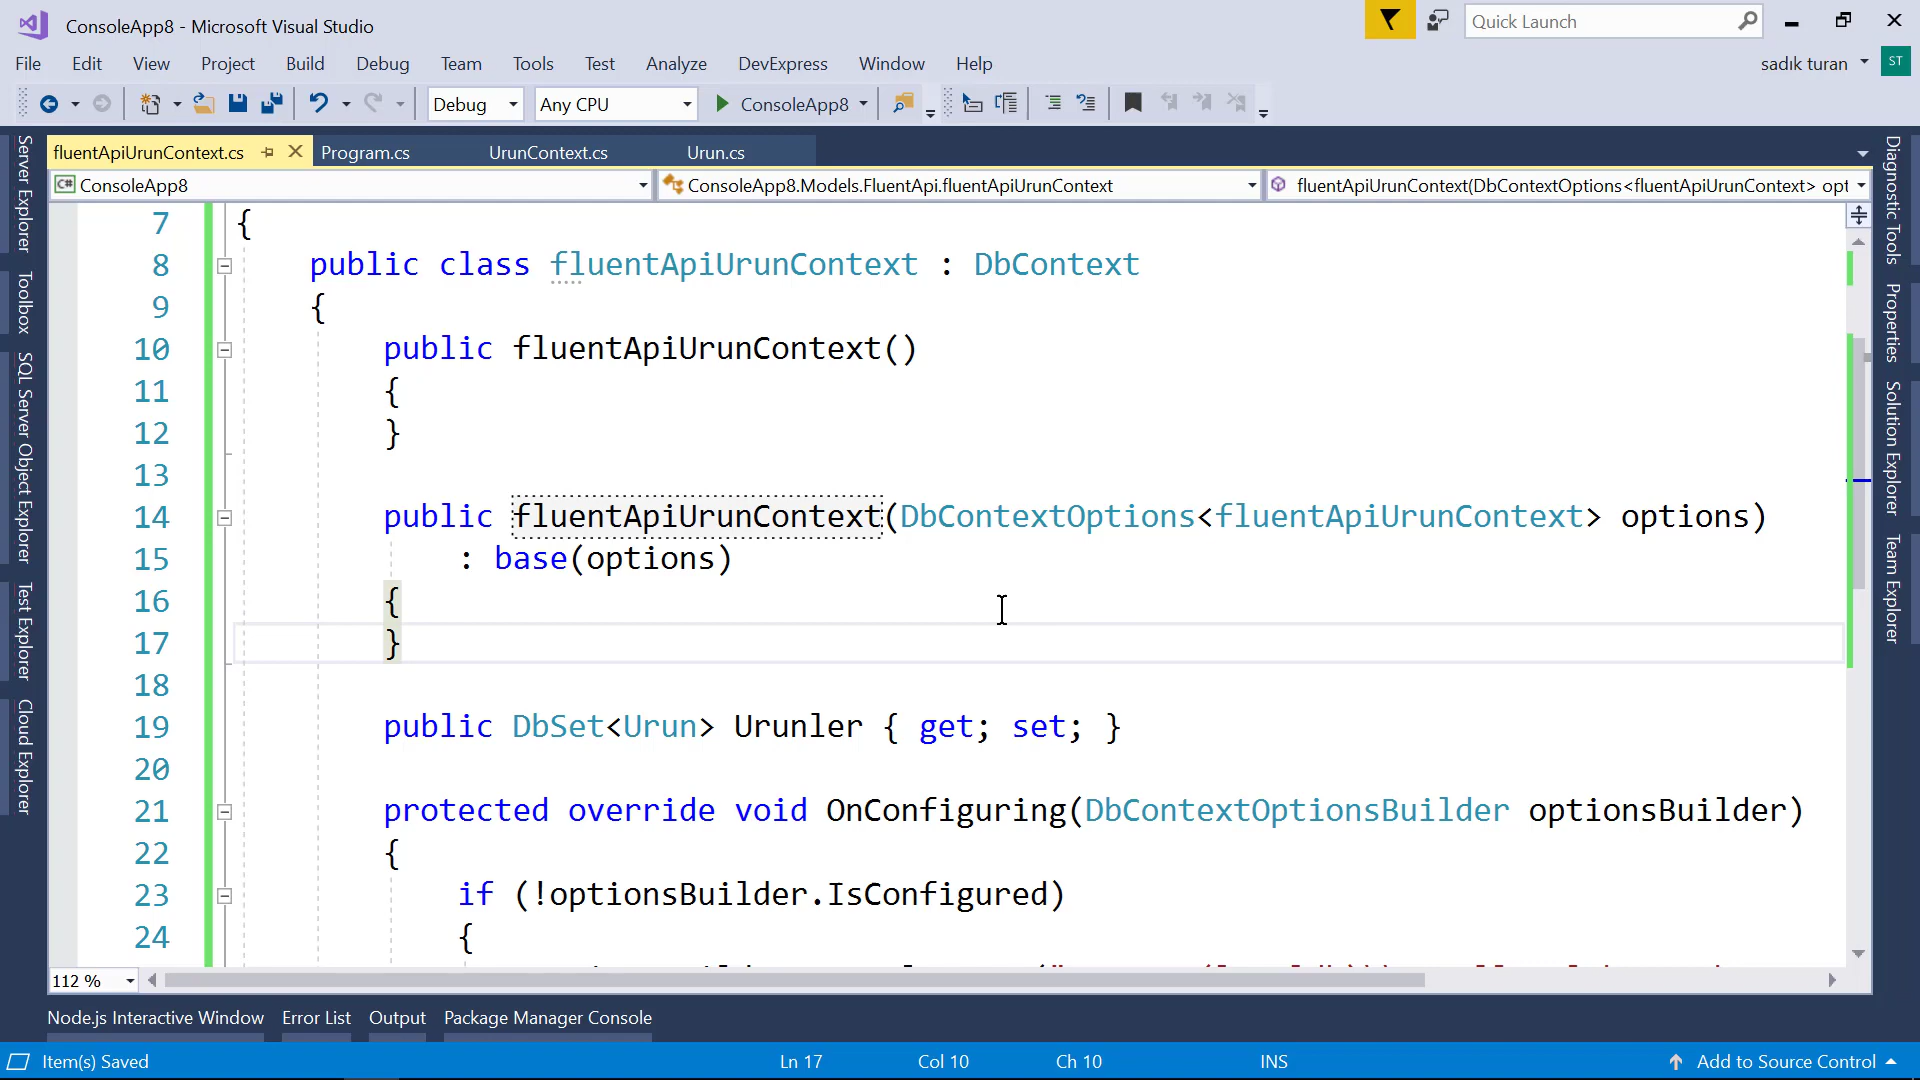 ConsoleApp8 - Microsoft Visual Studio
Quick Launch
File Edit View Project Build Debug Team Tools Test Analyze DevExpress Window Help
sadık turan ST
Debug Any CPU ConsoleApp8
fluentApiUrunContext.cs Program.cs UrunContext.cs Urun.cs
C# ConsoleApp8 ConsoleApp8.Models.FluentApi.fluentApiUrunContext fluentApiUrunContext(DbContextOptions<fluentApiUrunContext> opt
7 {
8 public class fluentApiUrunContext : DbContext
9 {
10 public fluentApiUrunContext()
11 {
12 }
13
14 public fluentApiUrunContext(DbContextOptions<fluentApiUrunContext> options)
15 : base(options)
16 {
17 }
18
19 public DbSet<Urun> Urunler { get; set; }
20
21 protected override void OnConfiguring(DbContextOptionsBuilder optionsBuilder)
22 {
23 if (!optionsBuilder.IsConfigured)
24 {
112 %
Server Explorer
Toolbox
SQL Server Object Explorer
Test Explorer
Cloud Explorer
Diagnostic Tools
Properties
Solution Explorer
Team Explorer
Node.js Interactive Window Error List Output Package Manager Console
Item(s) Saved Ln 17 Col 10 Ch 10 INS Add to Source Control